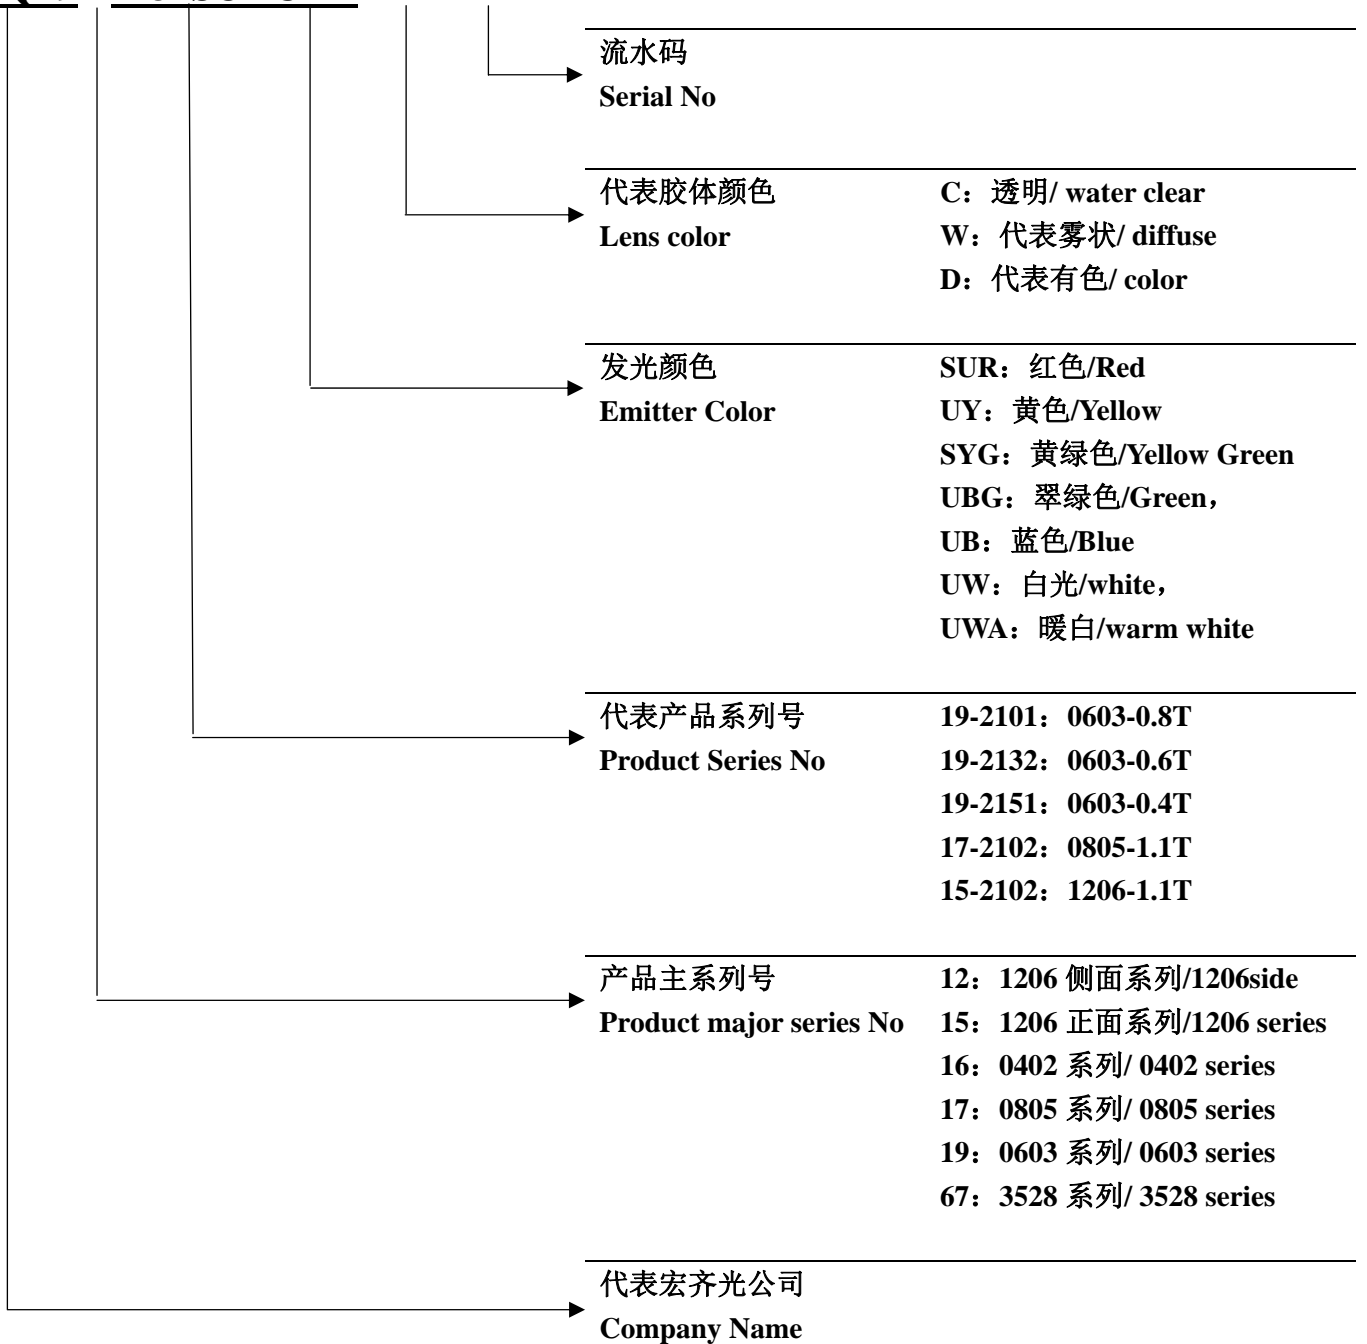 流水码
Serial No
代表胶体颜色 C：透明/ water clear
Lens color W：代表雾状/ diffuse
D：代表有色/ color
发光颜色 SUR：红色/Red
Emitter Color UY：黄色/Yellow
SYG：黄绿色/Yellow Green
UBG：翠绿色/Green，
UB：蓝色/Blue
UW：白光/white，
UWA：暖白/warm white
代表产品系列号 19-2101：0603-0.8T
Product Series No 19-2132：0603-0.6T
19-2151：0603-0.4T
17-2102：0805-1.1T
15-2102：1206-1.1T
产品主系列号 12：1206 侧面系列/1206side
Product major series No 15：1206 正面系列/1206 series
16：0402 系列/ 0402 series
17：0805 系列/ 0805 series
19：0603 系列/ 0603 series
67：3528 系列/ 3528 series
代表宏齐光公司
Company Name